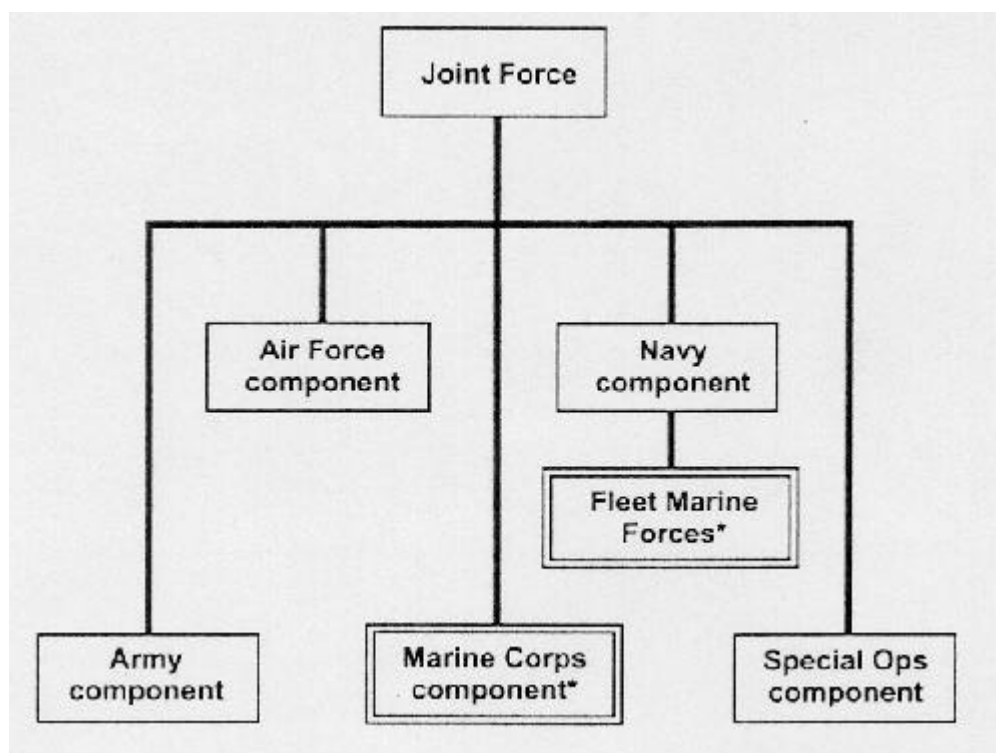 Joint Force
Air Force
component
Navy
component
Fleet Marine
Forces*
Army
component
Marine Corps
component*
Special Ops
component